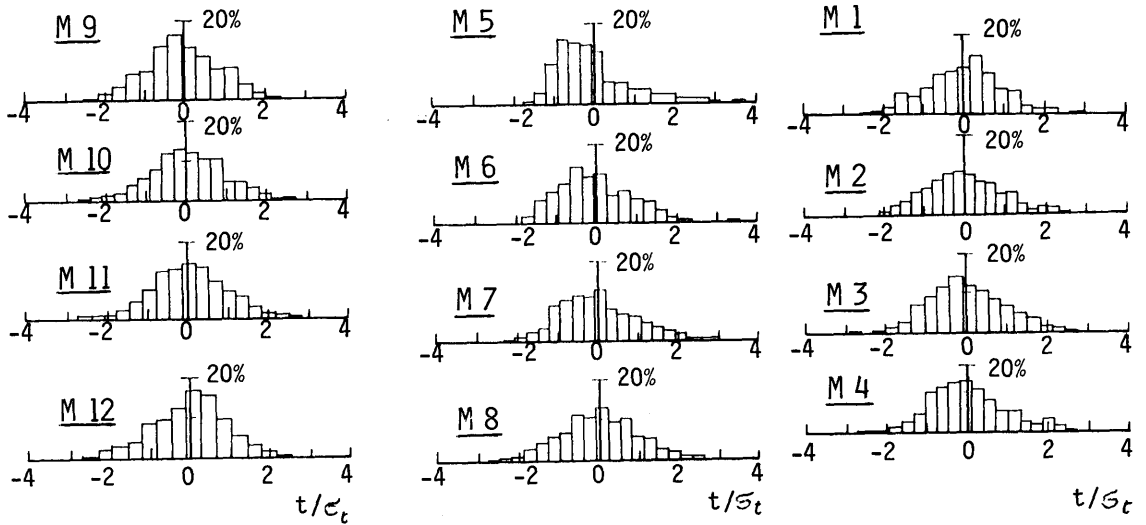 M 9 20%
-4 -2 0 2 4
M 10 20%
-4 -2 0 2 4
M 11 20%
-4 -2 0 2 4
M 12 20%
-4 -2 0 2 4
t/σt
M 5 20%
-4 -2 0 2 4
M 6 20%
-4 -2 0 2 4
M 7 20%
-4 -2 0 2 4
M 8 20%
-4 -2 0 2 4
t/σt
M 1 20%
-4 -2 0 2 4
M 2 20%
-4 -2 0 2 4
M 3 20%
-4 -2 0 2 4
M 4 20%
-4 -2 0 2 4
t/σt